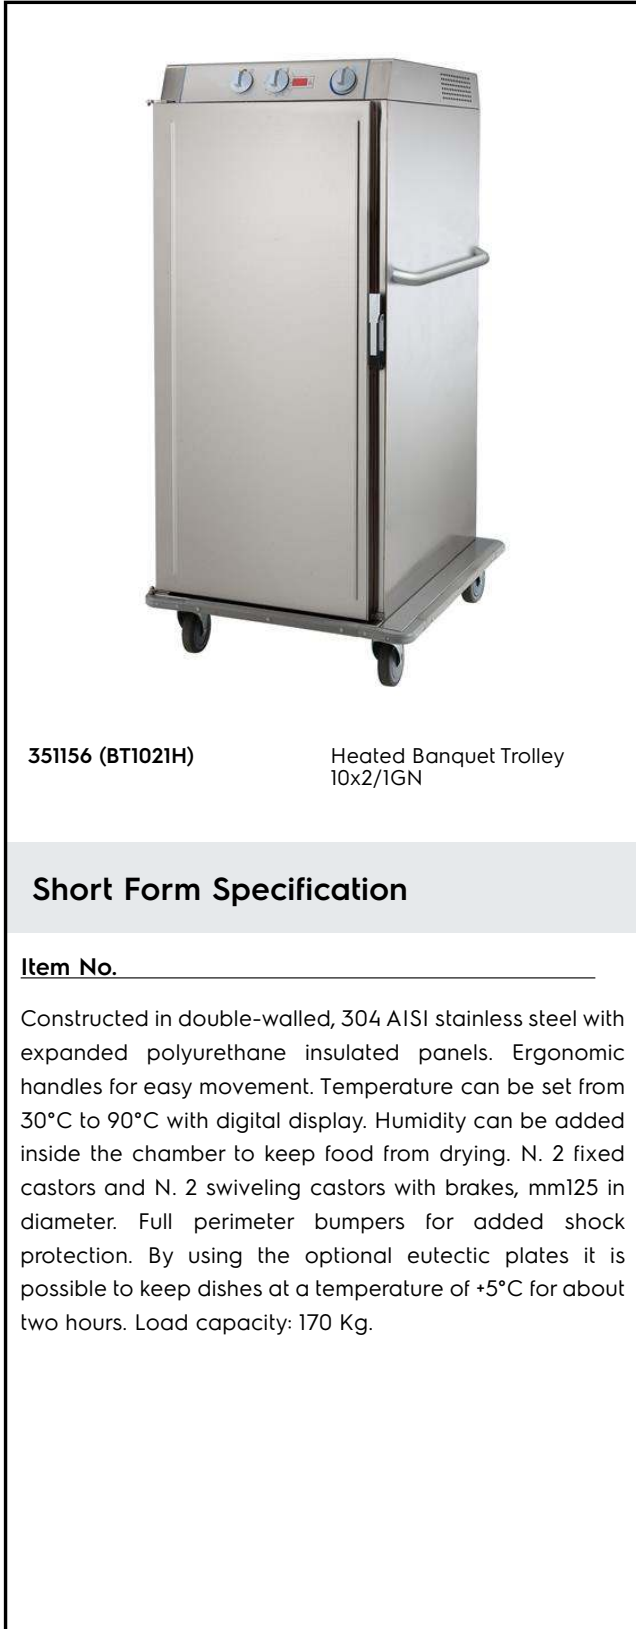 351156 (BT1021H)
Heated Banquet Trolley
10x2/1GN
Short Form Specification
Item No.
Constructed in double-walled, 304 AISI stainless steel with
expanded polyurethane insulated panels. Ergonomic
handles for easy movement. Temperature can be set from
30°C to 90°C with digital display. Humidity can be added
inside the chamber to keep food from drying. N. 2 fixed
castors and N. 2 swiveling castors with brakes, mm125 in
diameter. Full perimeter bumpers for added shock
protection. By using the optional eutectic plates it is
possible to keep dishes at a temperature of +5°C for about
two hours. Load capacity: 170 Kg.